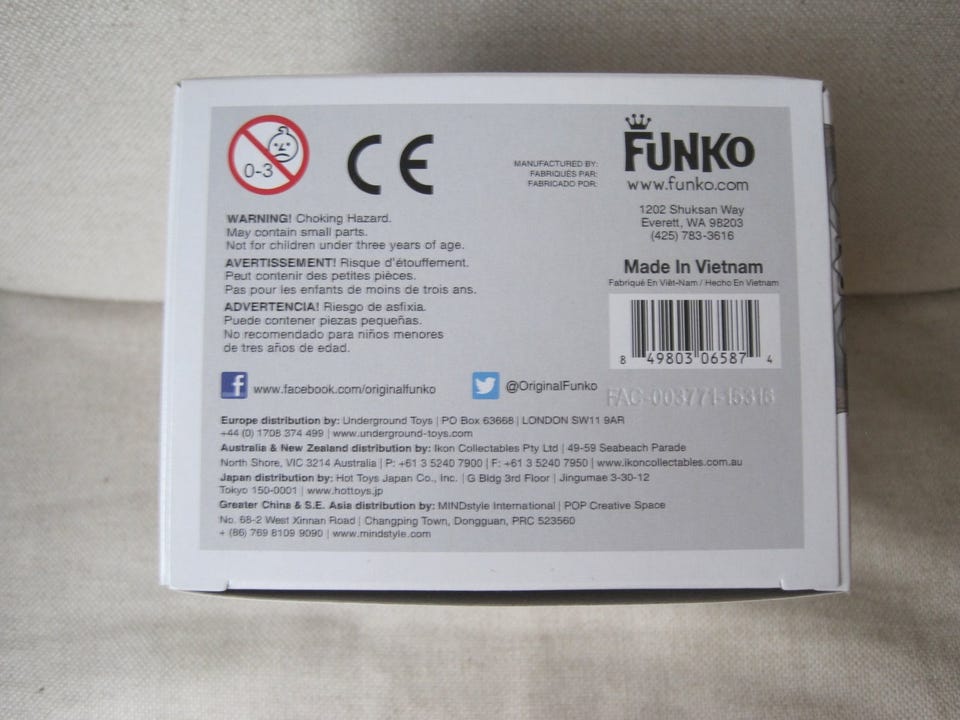 0-3
CE
MANUFACTURED BY:
FABRIQUÉS PAR:
FABRICADO POR:
FUNKO
www.funko.com
1202 Shuksan Way
Everett, WA 98203
(425) 783-3616
Made In Vietnam
Fabriqué En Viêt-Nam / Hecho En Vietnam
8 49803 06587 4
FAC-003771-15316
WARNING! Choking Hazard.
May contain small parts.
Not for children under three years of age.
AVERTISSEMENT! Risque d'étouffement.
Peut contenir des petites pièces.
Pas pour les enfants de moins de trois ans.
ADVERTENCIA! Riesgo de asfixia.
Puede contener piezas pequeñas.
No recomendado para niños menores
de tres años de edad.
f www.facebook.com/originalfunko
@OriginalFunko
Europe distribution by: Underground Toys | PO Box 63668 | LONDON SW11 9AR
+44 (0) 1708 374 499 | www.underground-toys.com
Australia & New Zealand distribution by: Ikon Collectables Pty Ltd | 49-59 Seabeach Parade
North Shore, VIC 3214 Australia | P: +61 3 5240 7900 | F: +61 3 5240 7950 | www.ikoncollectables.com.au
Japan distribution by: Hot Toys Japan Co., Inc. | G Bldg 3rd Floor | Jingumae 3-30-12
Tokyo 150-0001 | www.hottoys.jp
Greater China & S.E. Asia distribution by: MINDstyle International | POP Creative Space
No. 68-2 West Xinnan Road | Changping Town, Dongguan, PRC 523560
+ (86) 769 8109 9090 | www.mindstyle.com